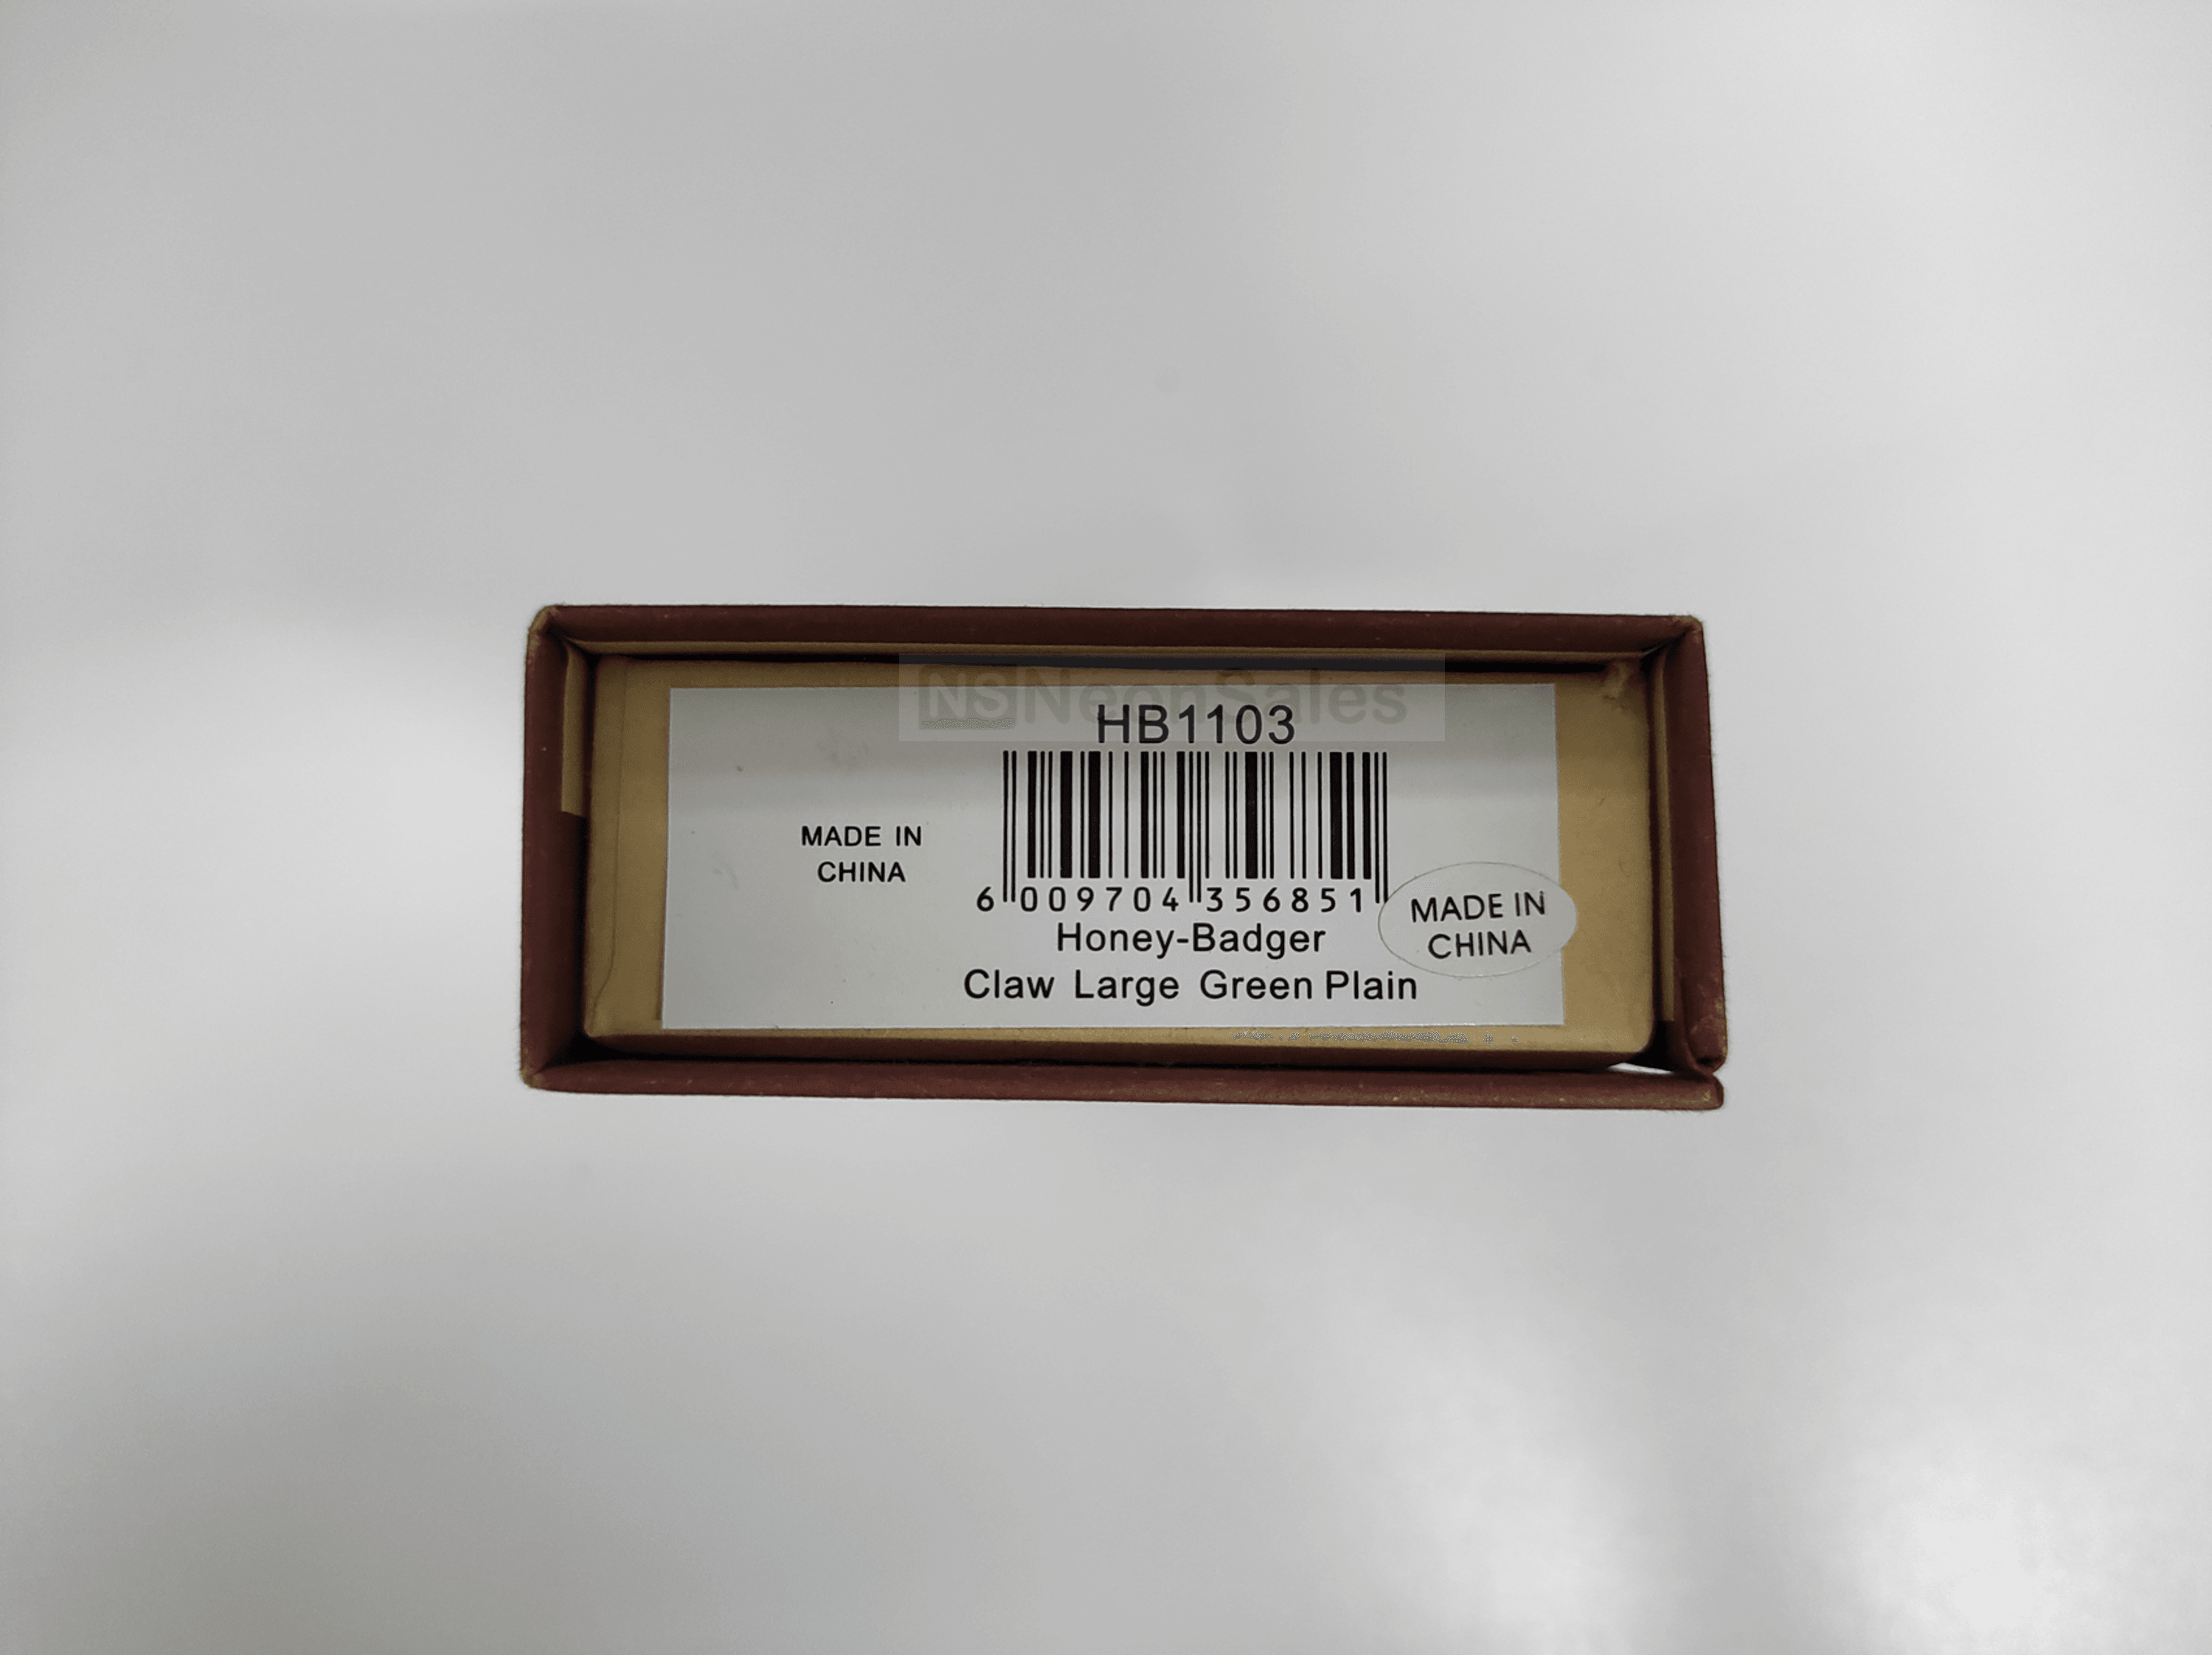 NS NeonSales
HB1103
MADE IN
CHINA
6 009704 356851
Honey-Badger
Claw Large Green Plain
MADE IN
CHINA